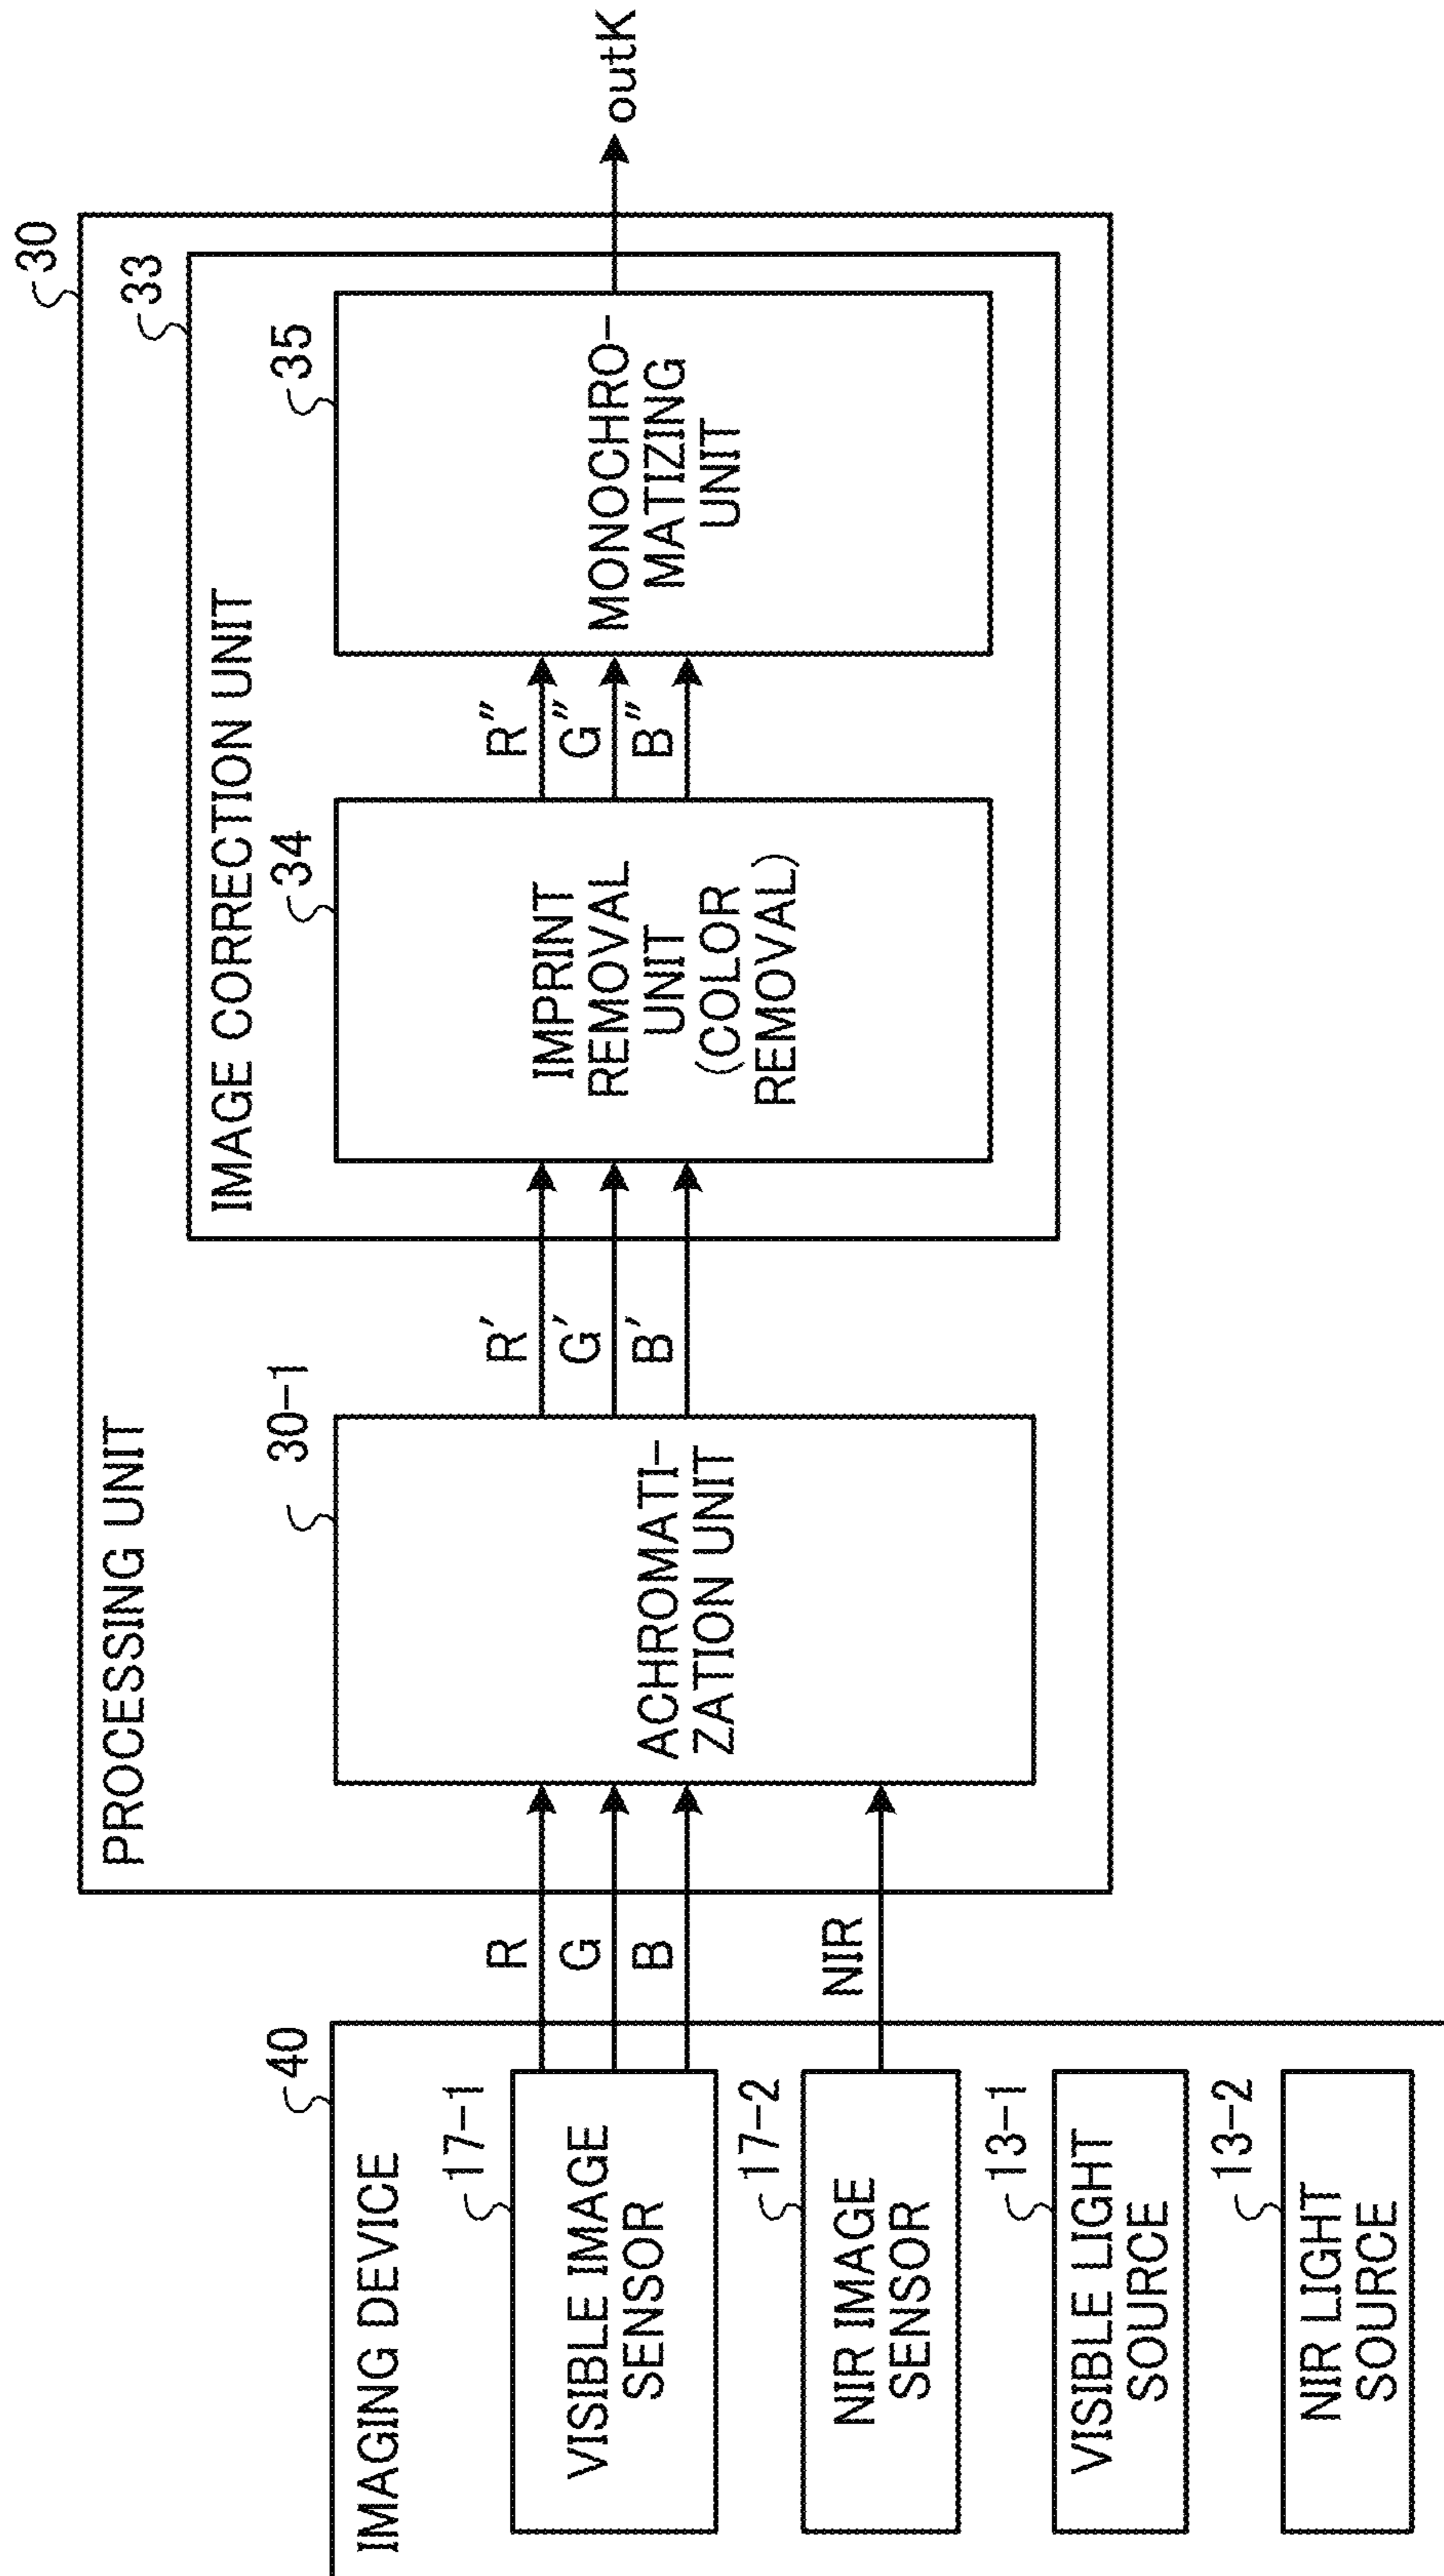 IMAGING DEVICE
40
VISIBLE IMAGE
SENSOR
17-1
NIR IMAGE
SENSOR
17-2
VISIBLE LIGHT
SOURCE
13-1
NIR LIGHT
SOURCE
13-2
R
G
B
NIR
PROCESSING UNIT
30
ACHROMATI-
ZATION UNIT
30-1
R'
G'
B'
IMAGE CORRECTION UNIT
33
IMPRINT
REMOVAL
UNIT
(COLOR
REMOVAL)
34
R"
G"
B"
MONOCHRO-
MATIZING
UNIT
35
outK